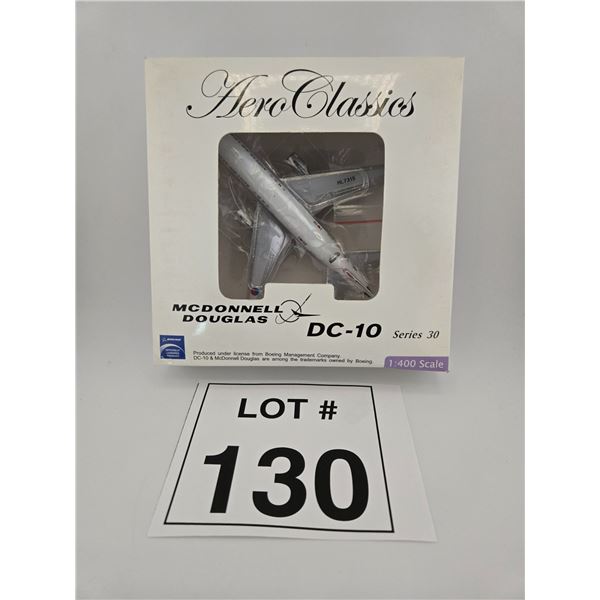 AeroClassics
HL7315
MCDONNELL
DOUGLAS
DC-10 Series 30
Produced under license from Boeing Management Company.
DC-10 & McDonnell Douglas are among the trademarks owned by Boeing.
1:400 Scale
LOT #
130